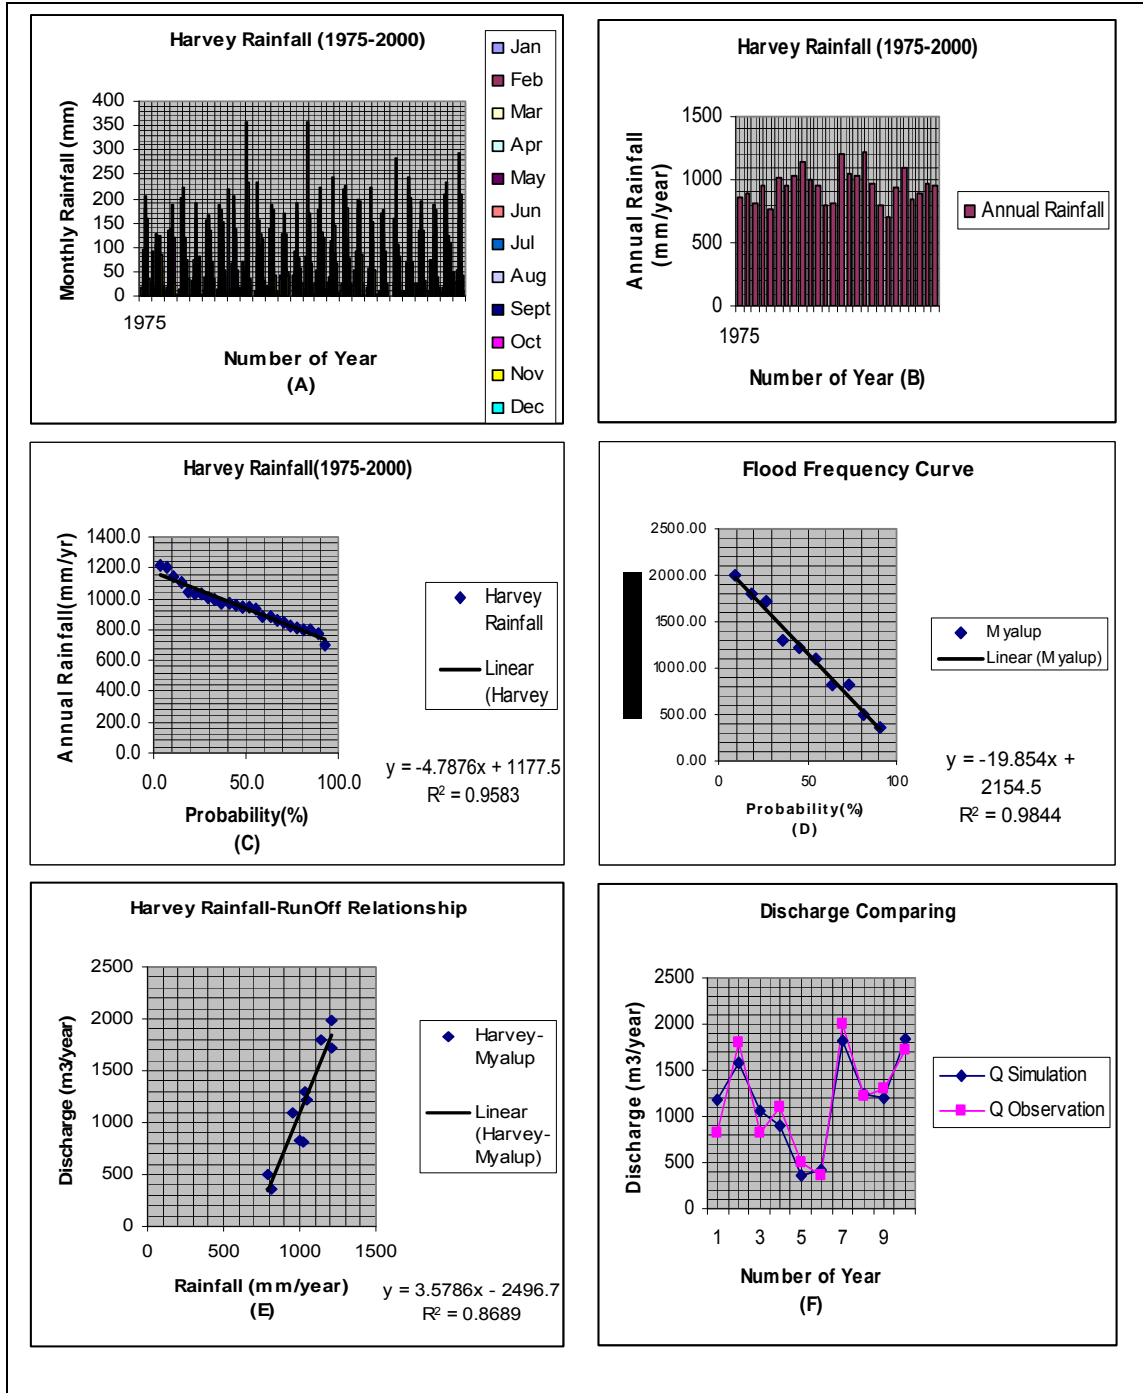 Harvey Rainfall (1975-2000)
Monthly Rainfall (mm)
400
350
300
250
200
150
100
50
0
1975
Number of Year
(A)
Jan
Feb
Mar
Apr
May
Jun
Jul
Aug
Sept
Oct
Nov
Dec
Harvey Rainfall (1975-2000)
Annual Rainfall
(mm/year)
1500
1000
500
0
1975
Number of Year (B)
Annual Rainfall
Harvey Rainfall(1975-2000)
Annual Rainfall(mm/yr)
1400.0
1200.0
1000.0
800.0
600.0
400.0
200.0
0.0
0.0 50.0 100.0
Probability(%)
(C)
Harvey
Rainfall
Linear
(Harvey
y = -4.7876x + 1177.5
R² = 0.9583
Flood Frequency Curve
2500.00
2000.00
1500.00
1000.00
500.00
0.00
0 50 100
Probability(%)
(D)
Myalup
Linear (Myalup)
y = -19.854x +
2154.5
R² = 0.9844
Harvey Rainfall-RunOff Relationship
Discharge (m3/year)
2500
2000
1500
1000
500
0
0 500 1000 1500
Rainfall (mm/year)
(E)
Harvey-
Myalup
Linear
(Harvey-
Myalup)
y = 3.5786x - 2496.7
R² = 0.8689
Discharge Comparing
Discharge (m3/year)
2500
2000
1500
1000
500
0
1 3 5 7 9
Number of Year
(F)
Q Simulation
Q Observation